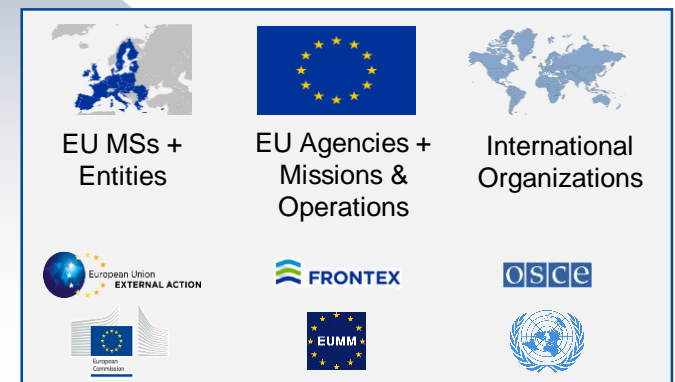 EU MSs +
Entities
EU Agencies +
Missions &
Operations
International
Organizations
European Union
EXTERNAL ACTION
FRONTEX
osce
European
Commission
EUMM